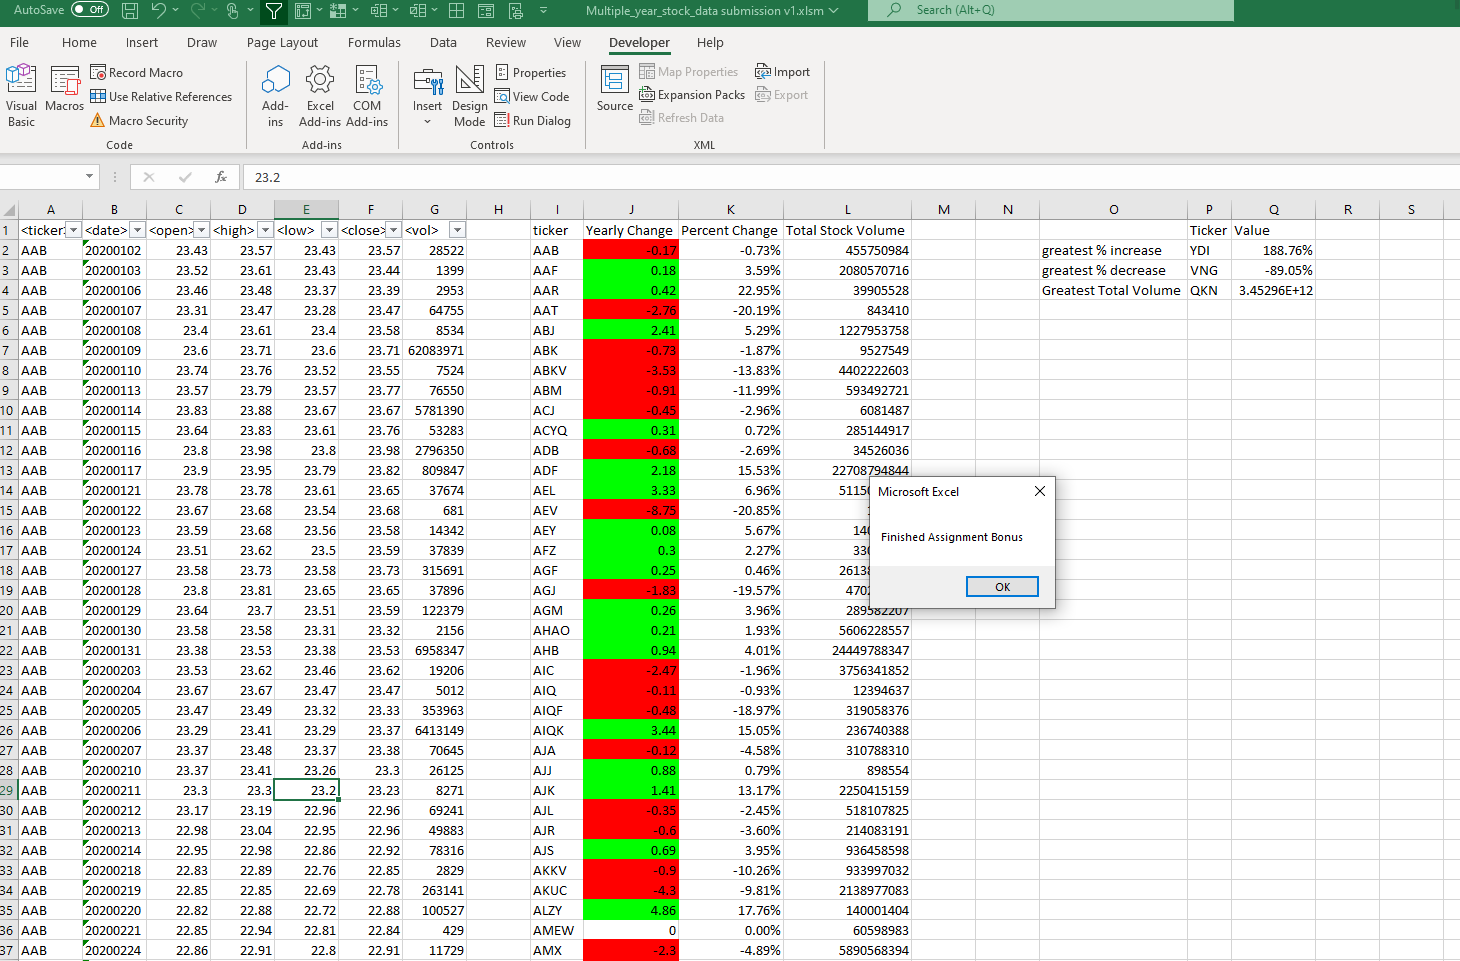 AutoSave Off Multiple_year_stock_data submission v1.xlsm Search (Alt+Q)
File Home Insert Draw Page Layout Formulas Data Review View Developer Help
Visual Basic Macros Record Macro Use Relative References Macro Security Code
Add-ins Excel Add-ins COM Add-ins Add-ins
Insert Design Mode Properties View Code Run Dialog Controls
Source Map Properties Expansion Packs Refresh Data Import Export XML
fx 23.2
A B C D E F G H I J K L M N O P Q R S
1 <ticker> <date> <open> <high> <low> <close> <vol> ticker Yearly Change Percent Change Total Stock Volume Ticker Value
2 AAB 20200102 23.43 23.57 23.43 23.57 28522 AAB -0.17 -0.73% 455750984 greatest % increase YDI 188.76%
3 AAB 20200103 23.52 23.61 23.43 23.44 1399 AAF 0.18 3.59% 2080570716 greatest % decrease VNG -89.05%
4 AAB 20200106 23.46 23.48 23.37 23.39 2953 AAR 0.42 22.95% 39905528 Greatest Total Volume QKN 3.45296E+12
5 AAB 20200107 23.31 23.47 23.28 23.47 64755 AAT -2.76 -20.19% 843410
6 AAB 20200108 23.4 23.61 23.4 23.58 8534 ABJ 2.41 5.29% 1227953758
7 AAB 20200109 23.6 23.71 23.6 23.71 62083971 ABK -0.73 -1.87% 9527549
8 AAB 20200110 23.74 23.76 23.52 23.55 7524 ABKV -3.53 -13.83% 4402222603
9 AAB 20200113 23.57 23.79 23.57 23.77 76550 ABM -0.91 -11.99% 593492721
10 AAB 20200114 23.83 23.88 23.67 23.67 5781390 ACJ -0.45 -2.96% 6081487
11 AAB 20200115 23.64 23.83 23.61 23.76 53283 ACYQ 0.31 0.72% 285144917
12 AAB 20200116 23.8 23.98 23.8 23.98 2796350 ADB -0.68 -2.69% 34526036
13 AAB 20200117 23.9 23.95 23.79 23.82 809847 ADF 2.18 15.53% 22708794844
14 AAB 20200121 23.78 23.78 23.61 23.65 37674 AEL 3.33 6.96%
15 AAB 20200122 23.67 23.68 23.54 23.68 681 AEV -8.75 -20.85%
16 AAB 20200123 23.59 23.68 23.56 23.58 14342 AEY 0.08 5.67%
17 AAB 20200124 23.51 23.62 23.5 23.59 37839 AFZ 0.3 2.27%
18 AAB 20200127 23.58 23.73 23.58 23.73 315691 AGF 0.25 0.46%
19 AAB 20200128 23.8 23.81 23.65 23.65 37896 AGJ -1.83 -19.57%
20 AAB 20200129 23.64 23.7 23.51 23.59 122379 AGM 0.26 3.96% 289582207
21 AAB 20200130 23.58 23.58 23.31 23.32 2156 AHAO 0.21 1.93% 5606228557
22 AAB 20200131 23.38 23.53 23.38 23.53 6958347 AHB 0.94 4.01% 24449788347
23 AAB 20200203 23.53 23.62 23.46 23.62 19206 AIC -2.47 -1.96% 3756341852
24 AAB 20200204 23.67 23.67 23.47 23.47 5012 AIQ -0.11 -0.93% 12394637
25 AAB 20200205 23.47 23.49 23.32 23.33 353963 AIQF -0.48 -18.97% 319058376
26 AAB 20200206 23.29 23.41 23.29 23.37 6413149 AIQK 3.44 15.05% 236740388
27 AAB 20200207 23.37 23.48 23.37 23.38 70645 AJA -0.12 -4.58% 310788310
28 AAB 20200210 23.37 23.41 23.26 23.3 26125 AJJ 0.88 0.79% 898554
29 AAB 20200211 23.3 23.3 23.2 23.23 8271 AJK 1.41 13.17% 2250415159
30 AAB 20200212 23.17 23.19 22.96 22.96 69241 AJL -0.35 -2.45% 518107825
31 AAB 20200213 22.98 23.04 22.95 22.96 49883 AJR -0.6 -3.60% 214083191
32 AAB 20200214 22.95 22.98 22.86 22.92 78316 AJS 0.69 3.95% 936458598
33 AAB 20200218 22.83 22.89 22.76 22.85 2829 AKKV -0.9 -10.26% 933997032
34 AAB 20200219 22.85 22.85 22.69 22.78 263141 AKUC -4.3 -9.81% 2138977083
35 AAB 20200220 22.82 22.88 22.72 22.88 100527 ALZY 4.86 17.76% 140001404
36 AAB 20200221 22.85 22.94 22.81 22.84 429 AMEW 0 0.00% 60598983
37 AAB 20200224 22.86 22.91 22.8 22.91 11729 AMX -2.3 -4.89% 5890568394
Microsoft Excel
Finished Assignment Bonus
OK